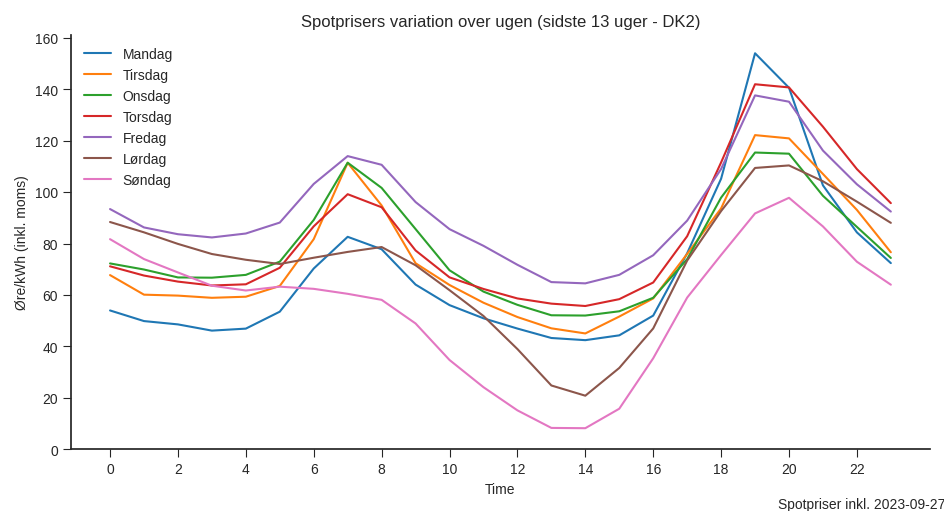 Spotprisers variation over ugen (sidste 13 uger - DK2)
Øre/kWh (inkl. moms)
160
140
120
100
80
60
40
20
0
Mandag
Tirsdag
Onsdag
Torsdag
Fredag
Lørdag
Søndag
0 2 4 6 8 10 12 14 16 18 20 22
Time
Spotpriser inkl. 2023-09-27